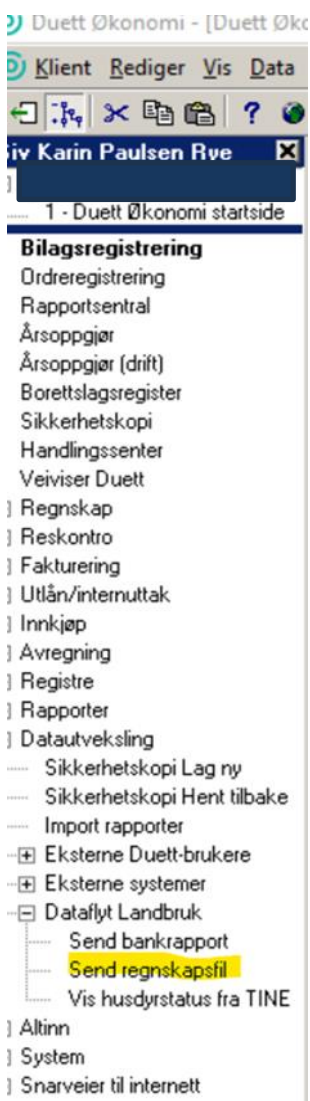 Duett Økonomi - [Duett Øko
Klient Rediger Vis Data
?
Siv Karin Paulsen Rye
1 - Duett Økonomi startside
Bilagsregistrering
Ordreregistrering
Rapportsentral
Årsoppgjør
Årsoppgjør (drift)
Borettslagsregister
Sikkerhetskopi
Handlingssenter
Veiviser Duett
Regnskap
Reskontro
Fakturering
Utlån/internuttak
Innkjøp
Avregning
Registre
Rapporter
Datautveksling
Sikkerhetskopi Lag ny
Sikkerhetskopi Hent tilbake
Import rapporter
Eksterne Duett-brukere
Eksterne systemer
Dataflyt Landbruk
Send bankrapport
Send regnskapsfil
Vis husdyrstatus fra TINE
Altinn
System
Snarveier til internett